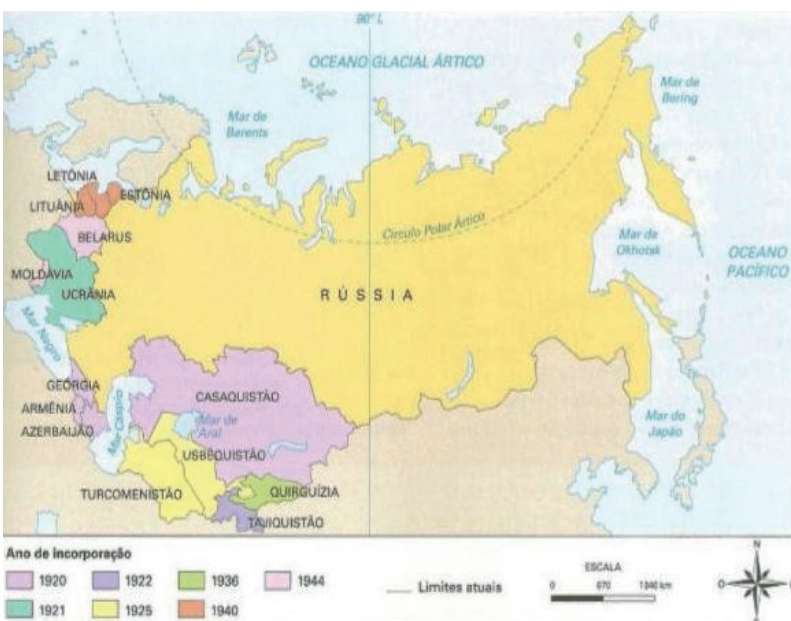 90° L
OCEANO GLACIAL ÁRTICO
Mar de
Bering
Mar de
Barents
LETÔNIA
ESTÔNIA
LITUÂNIA
BELARUS
Círculo Polar Ártico
Mar de
Okhotsk
OCEANO
PACÍFICO
MOLDAVIA
UCRÂNIA
RÚSSIA
Mar Negro
GEÓRGIA
ARMÊNIA
AZERBAIJÃO
Mar Cáspio
CASAQUISTÃO
Mar de
Aral
USBEQUISTÃO
TURCOMENISTÃO
QUIRGUÍZIA
TAJIQUISTÃO
Mar do
Japão
Ano de incorporação
1920
1922
1936
1944
1921
1925
1940
Limites atuais
ESCALA
0 670 1340 km
N